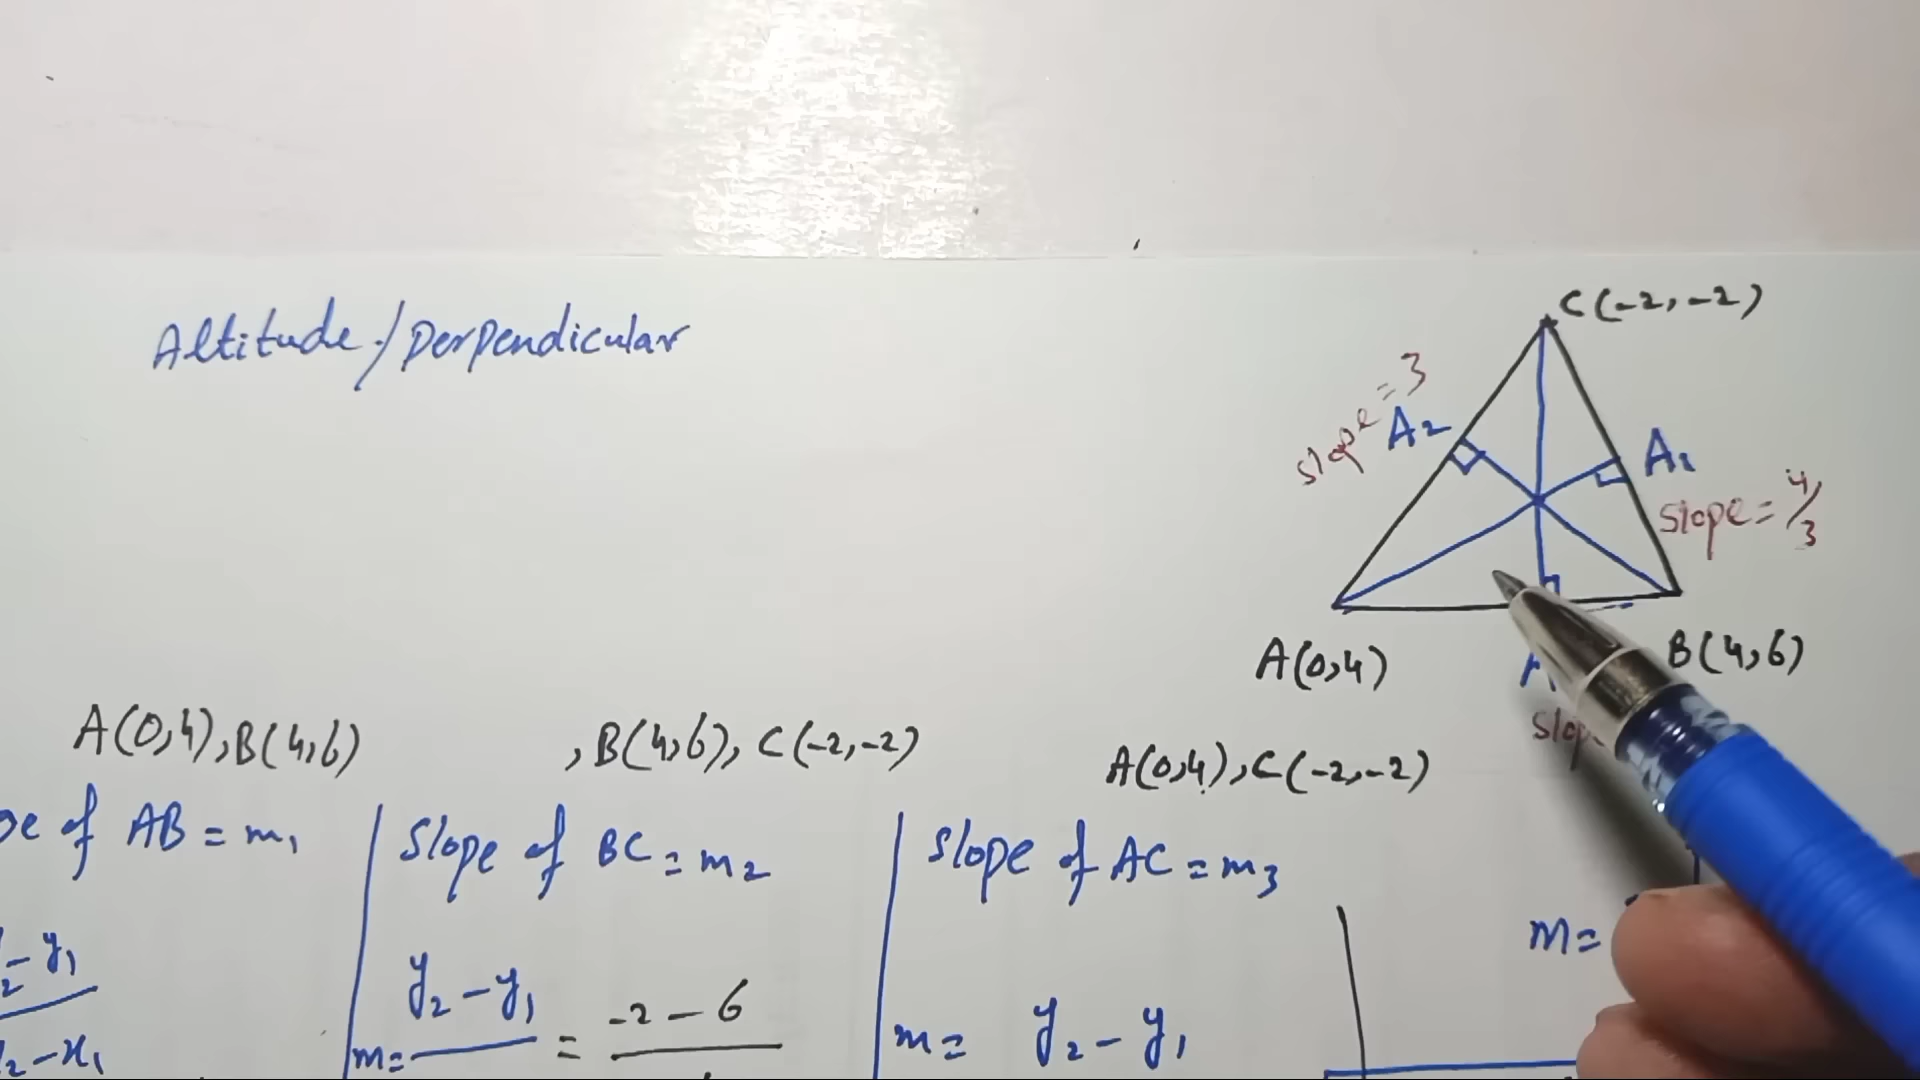 Altitude/perpendicular
C(-2,-2)
slope=3
A2
A1
slope=4/3
A(0,4)
B(4,6)
A(0,4),B(4,6)
,B(4,6),C(-2,-2)
A(0,4),C(-2,-2)
of AB=m1
Slope of BC=m2
Slope of AC=m3
m=
-y1
m= y2-y1 = -2-6
m= y2-y1
-x1